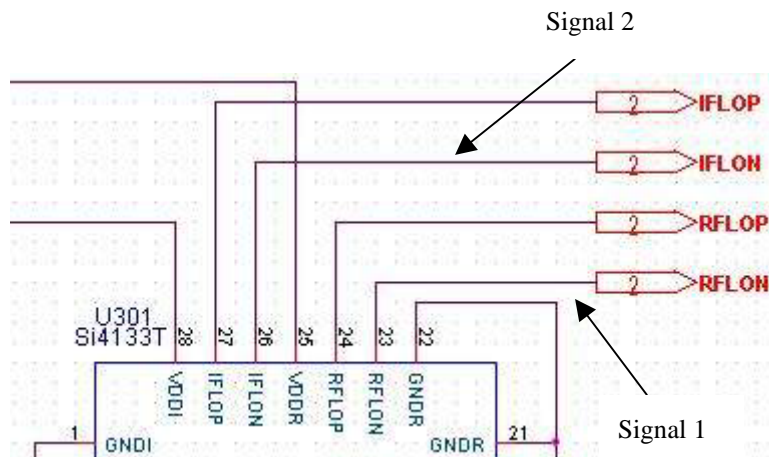 Signal 2
2 IFLOP
2 IFLON
2 RFLOP
2 RFLON
U301
Si4133T
28 27 26 25 24 23 22
VDDI IFLOP IFLON VDDR RFLOP RFLON GNDR
1 GNDI GNDR 21
Signal 1